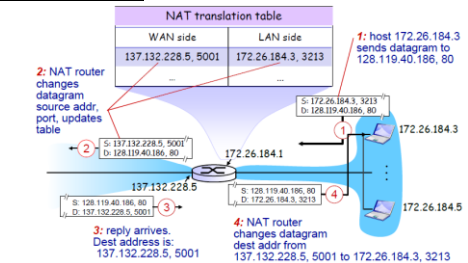 NAT translation table
WAN side LAN side
137.132.228.5, 5001 172.26.184.3, 3213
... ...
1: host 172.26.184.3
sends datagram to
128.119.40.186, 80
2: NAT router
changes
datagram
source addr,
port, updates
table
S: 172.26.184.3, 3213
D: 128.119.40.186, 80
1
172.26.184.3
2
S: 137.132.228.5, 5001
D: 128.119.40.186, 80
172.26.184.1
137.132.228.5
S: 128.119.40.186, 80
D: 172.26.184.3, 3213
4
S: 128.119.40.186, 80
D: 137.132.228.5, 5001
3
172.26.184.5
3: reply arrives.
Dest address is:
137.132.228.5, 5001
4: NAT router
changes datagram
dest addr from
137.132.228.5, 5001 to 172.26.184.3, 3213